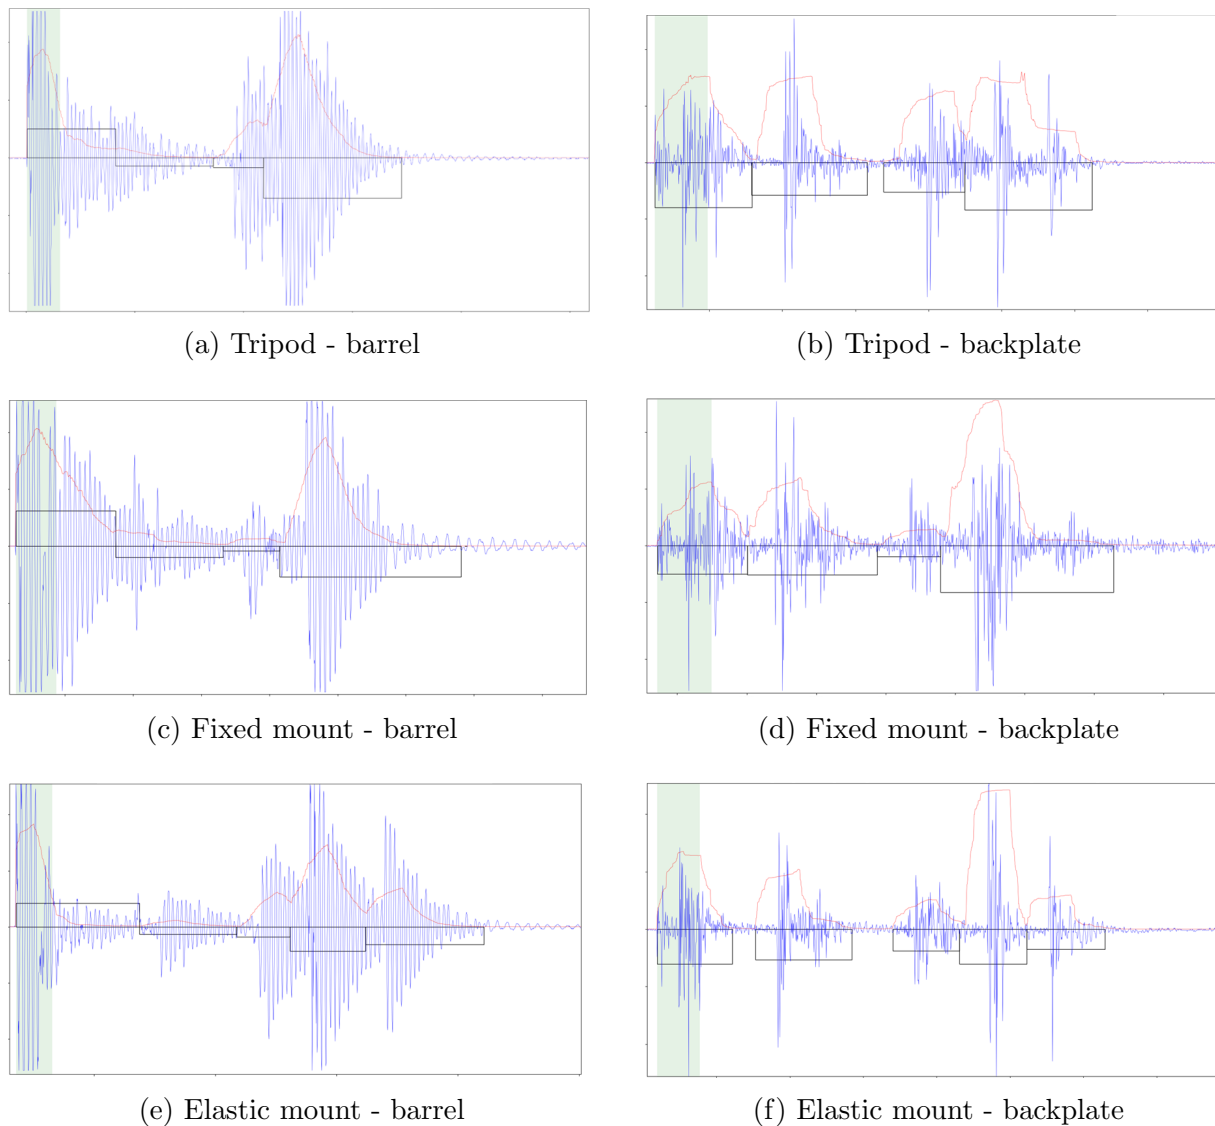 (a) Tripod - barrel
(b) Tripod - backplate
(c) Fixed mount - barrel
(d) Fixed mount - backplate
(e) Elastic mount - barrel
(f) Elastic mount - backplate